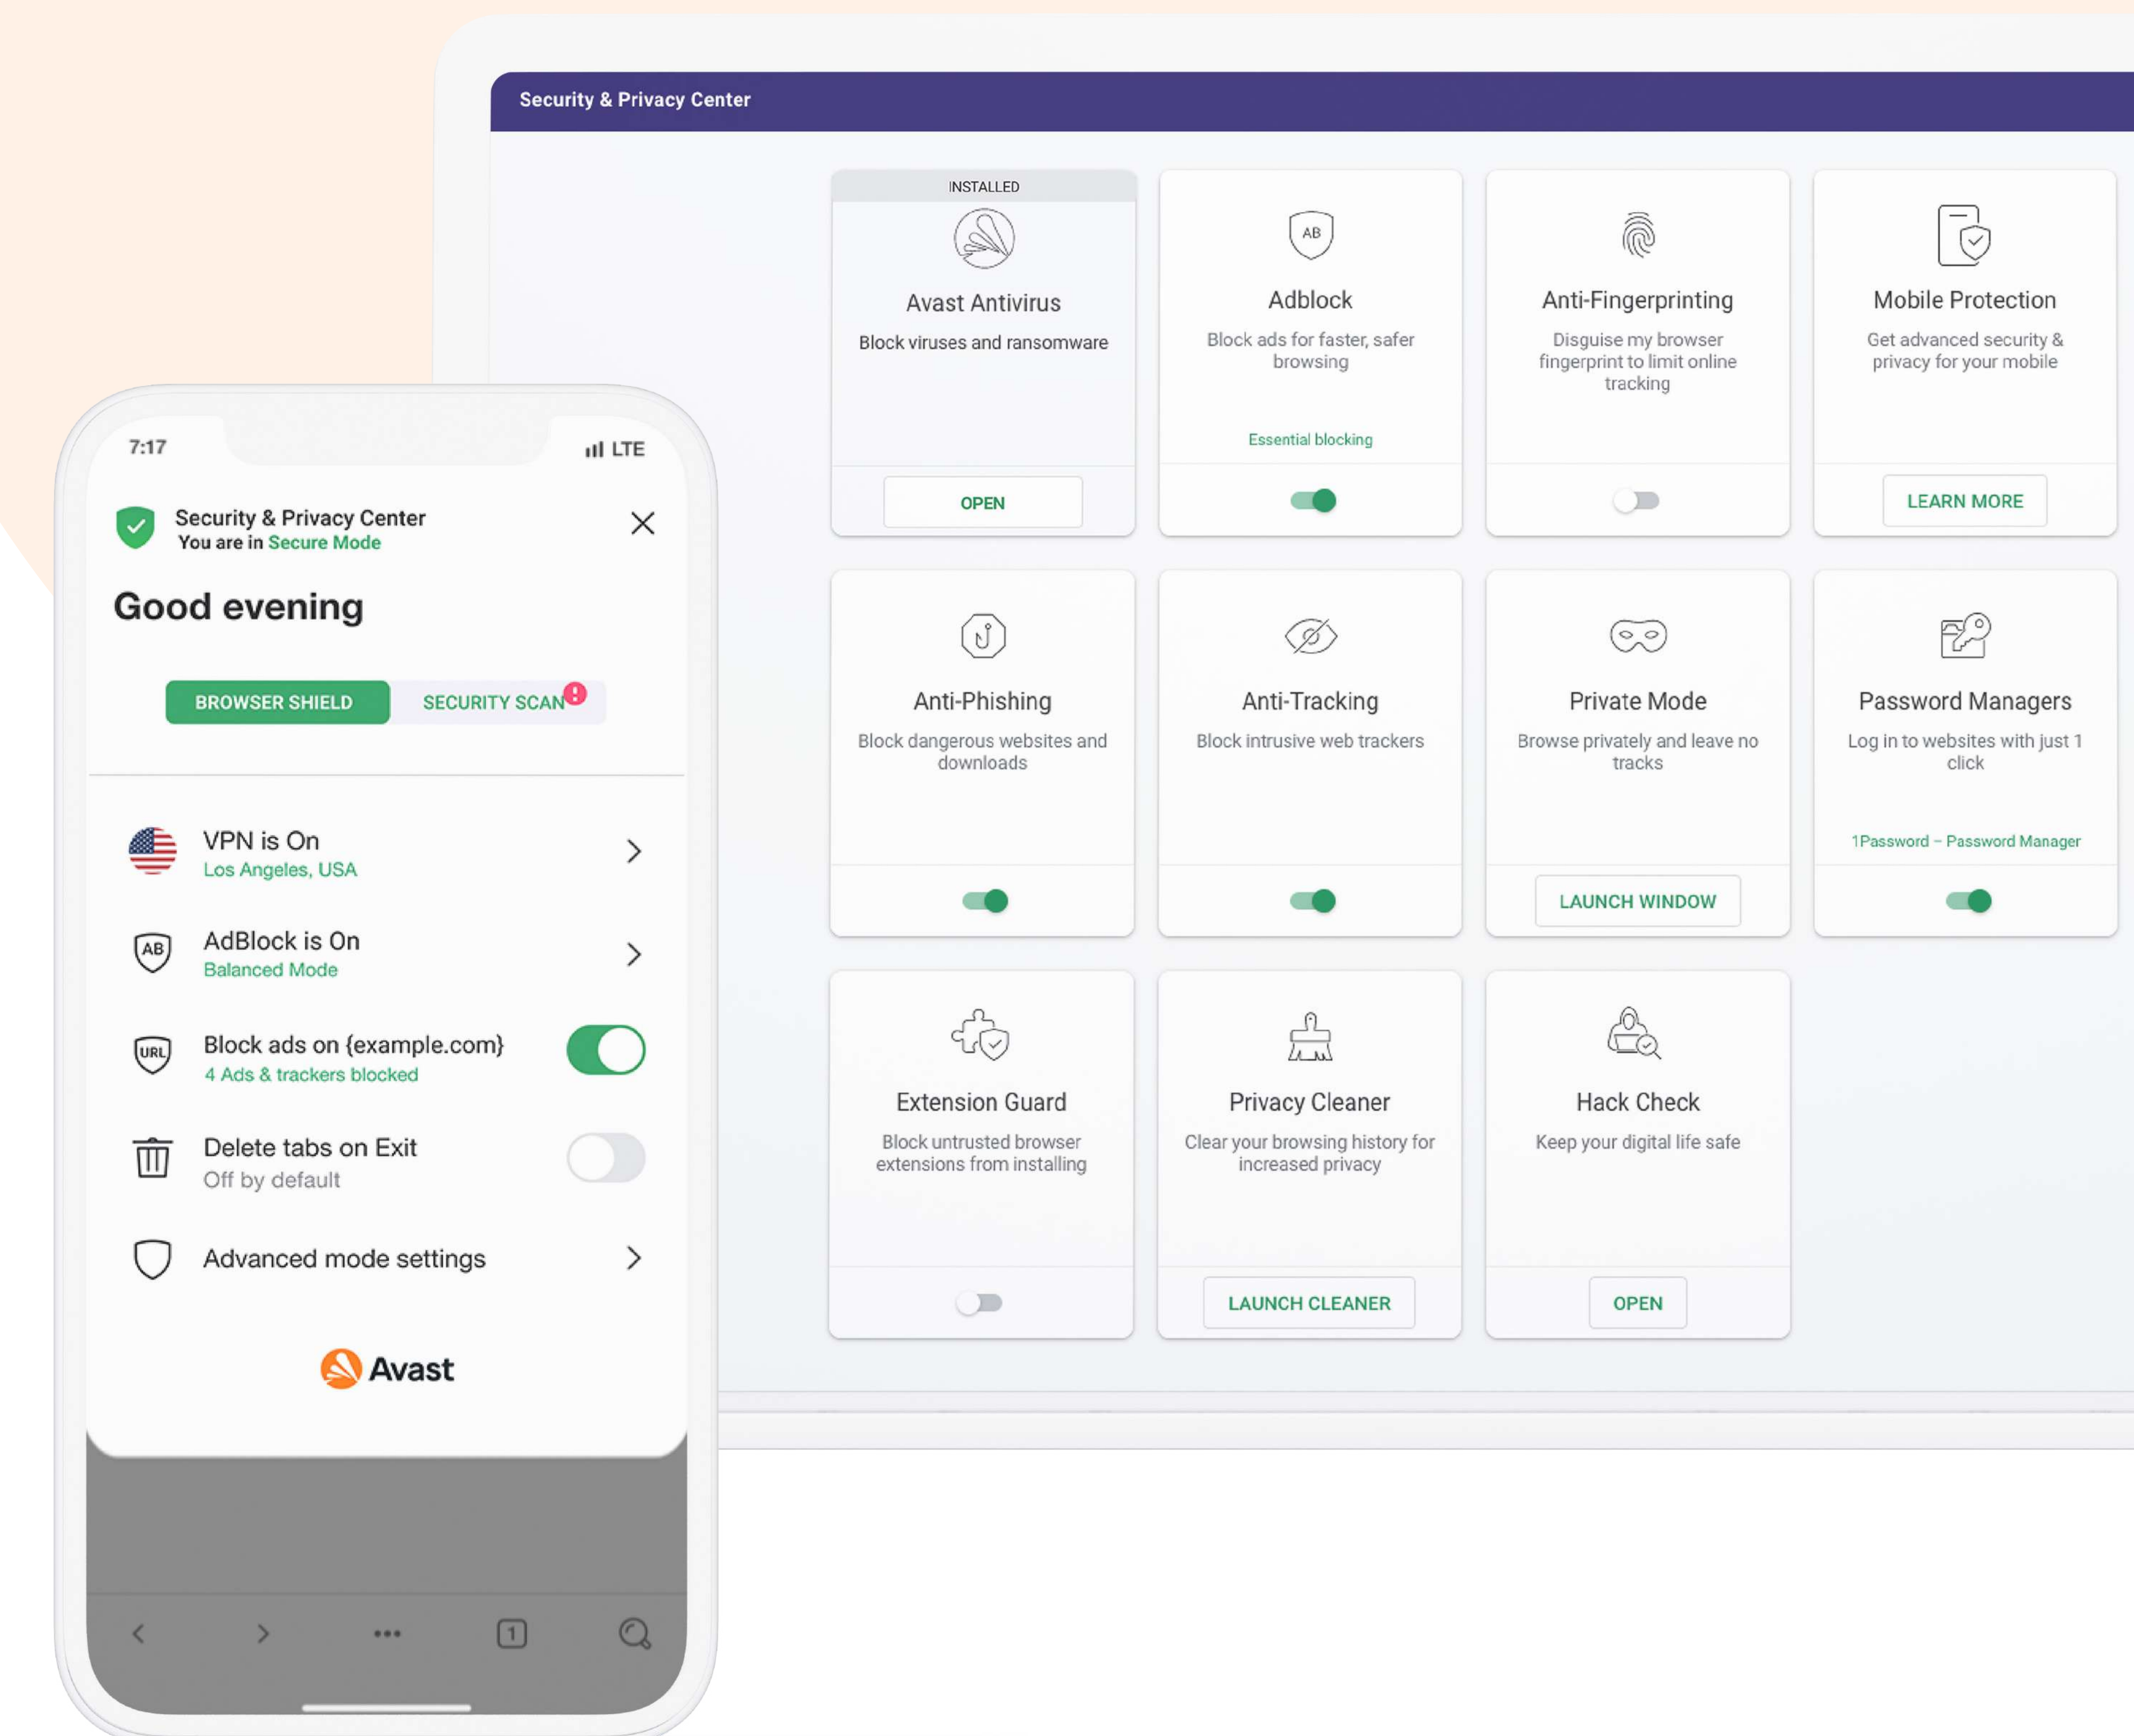 Security & Privacy Center
INSTALLED
Avast Antivirus
Block viruses and ransomware
OPEN
AB
Adblock
Block ads for faster, safer
browsing
Essential blocking
Anti-Fingerprinting
Disguise my browser
fingerprint to limit online
tracking
Mobile Protection
Get advanced security &
privacy for your mobile
LEARN MORE
Anti-Phishing
Block dangerous websites and
downloads
Anti-Tracking
Block intrusive web trackers
Private Mode
Browse privately and leave no
tracks
LAUNCH WINDOW
Password Managers
Log in to websites with just 1
click
1Password – Password Manager
Extension Guard
Block untrusted browser
extensions from installing
Privacy Cleaner
Clear your browsing history for
increased privacy
LAUNCH CLEANER
Hack Check
Keep your digital life safe
OPEN
7:17
LTE
Security & Privacy Center
You are in Secure Mode
Good evening
BROWSER SHIELD
SECURITY SCAN
!
VPN is On
Los Angeles, USA
AB
AdBlock is On
Balanced Mode
URL
Block ads on {example.com}
4 Ads & trackers blocked
Delete tabs on Exit
Off by default
Advanced mode settings
Avast
1